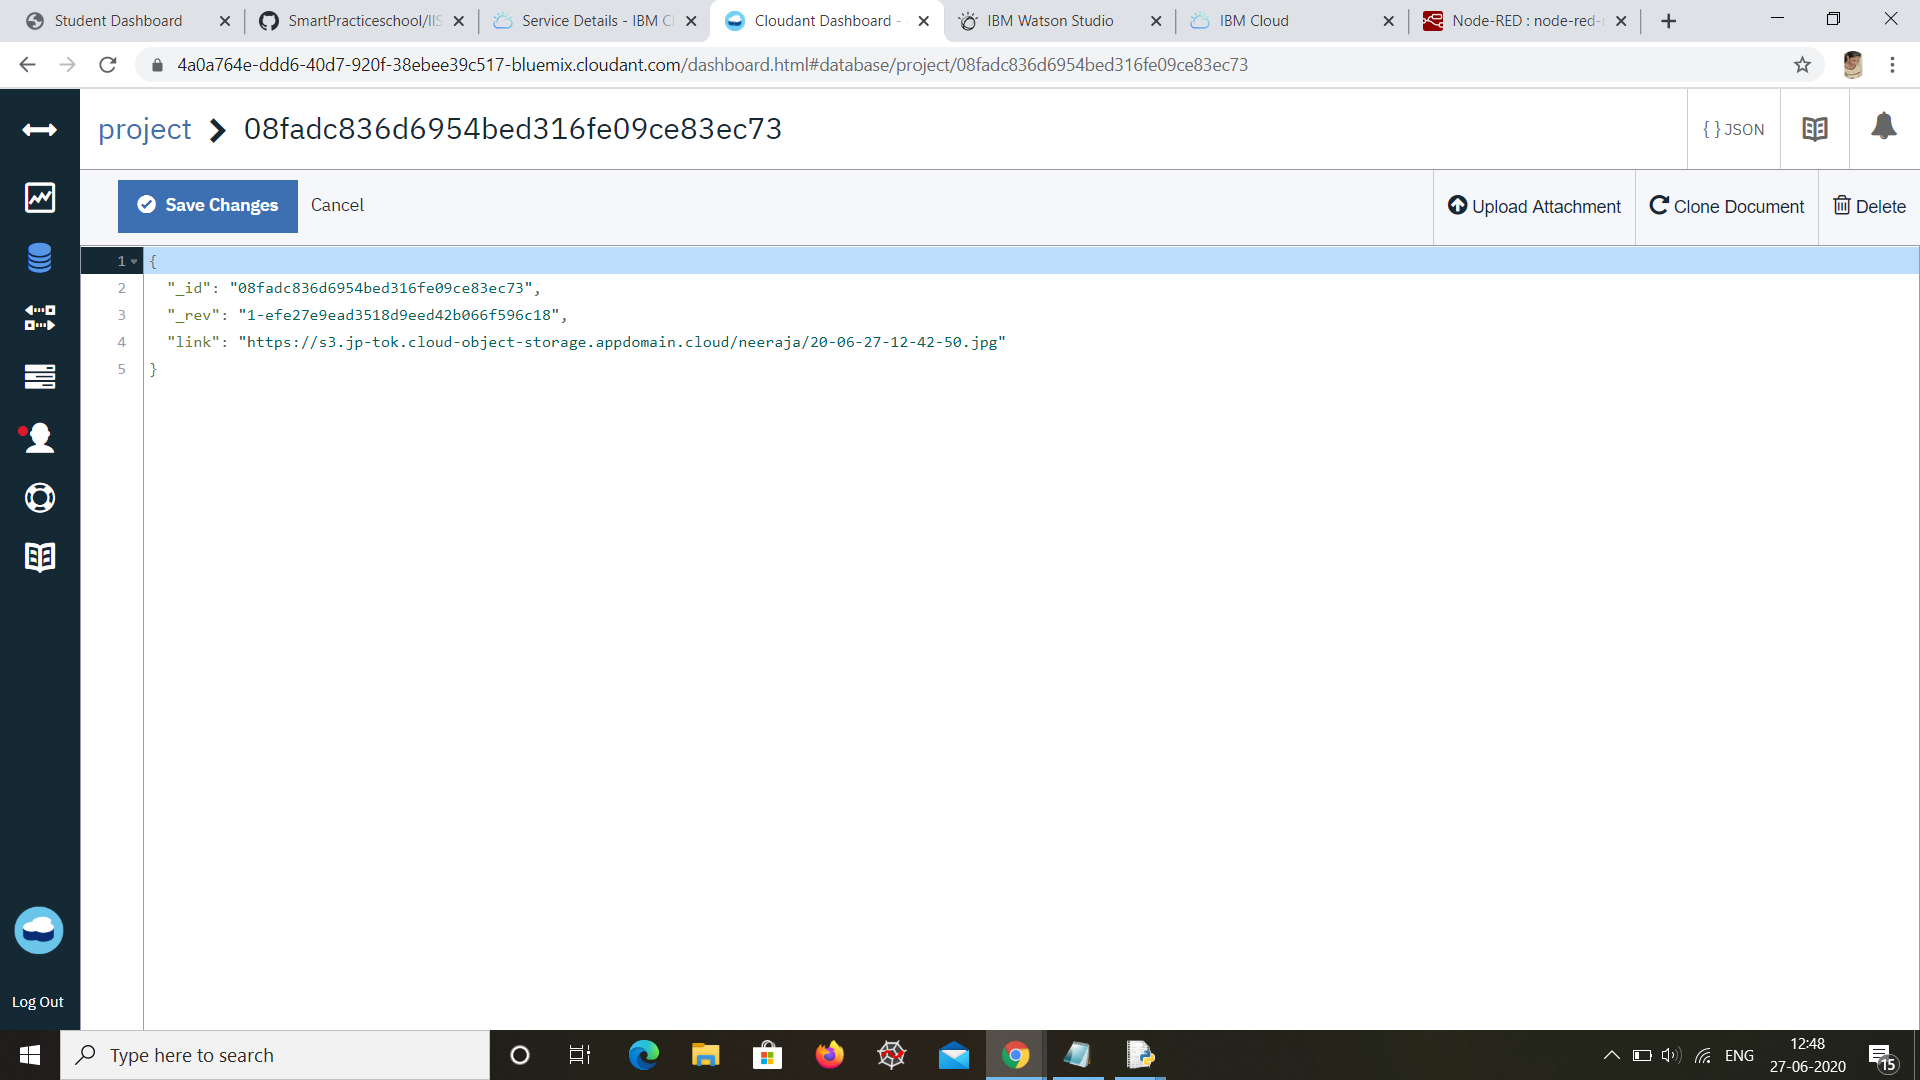 Student Dashboard
SmartPracticeschool/IIS
Service Details - IBM Cl
Cloudant Dashboard -
IBM Watson Studio
IBM Cloud
Node-RED : node-red-
4a0a764e-ddd6-40d7-920f-38ebee39c517-bluemix.cloudant.com/dashboard.html#database/project/08fadc836d6954bed316fe09ce83ec73
project 08fadc836d6954bed316fe09ce83ec73
{ } JSON
Save Changes Cancel
Upload Attachment
Clone Document
Delete
1 {
2 "_id": "08fadc836d6954bed316fe09ce83ec73",
3 "_rev": "1-efe27e9ead3518d9eed42b066f596c18",
4 "link": "https://s3.jp-tok.cloud-object-storage.appdomain.cloud/neeraja/20-06-27-12-42-50.jpg"
5 }
Log Out
Type here to search
ENG
12:48
27-06-2020
15